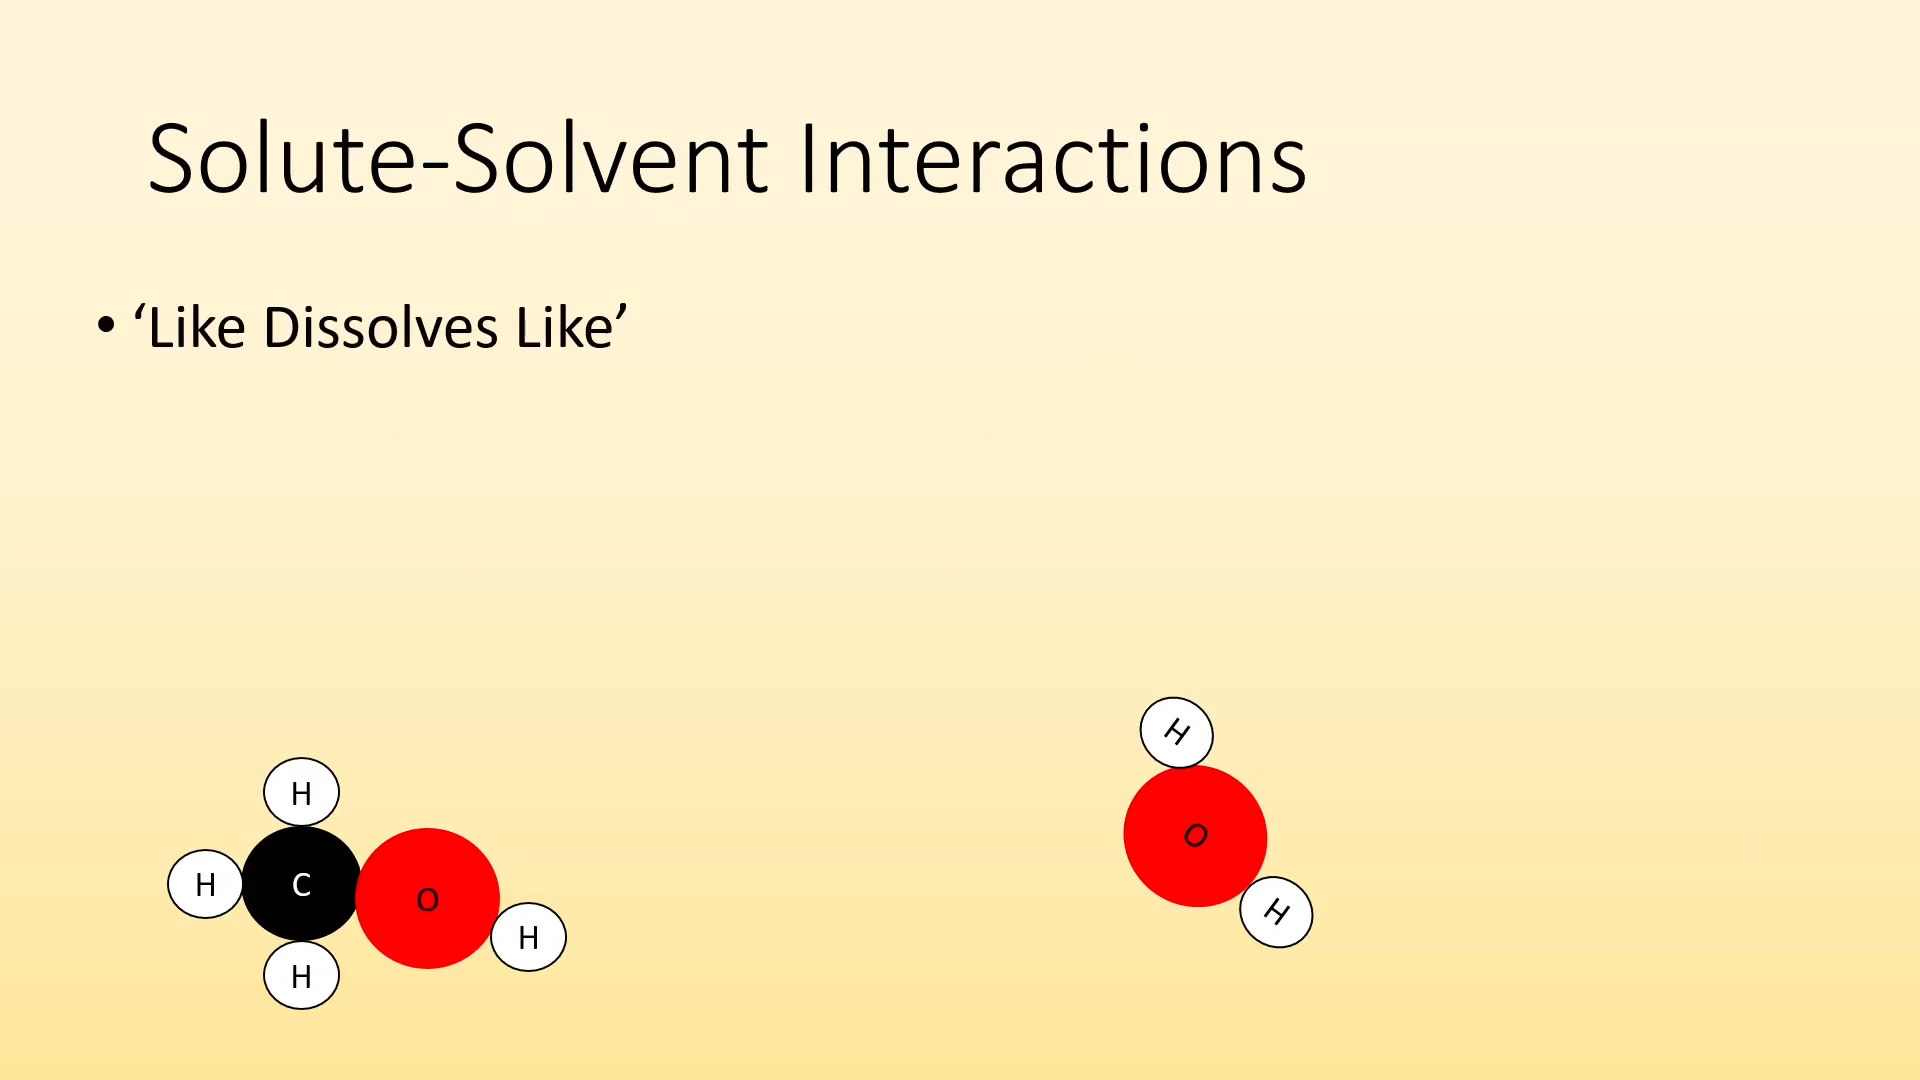 Solute-Solvent Interactions
• ‘Like Dissolves Like’
H
H
C
O
H
H
H
O
H